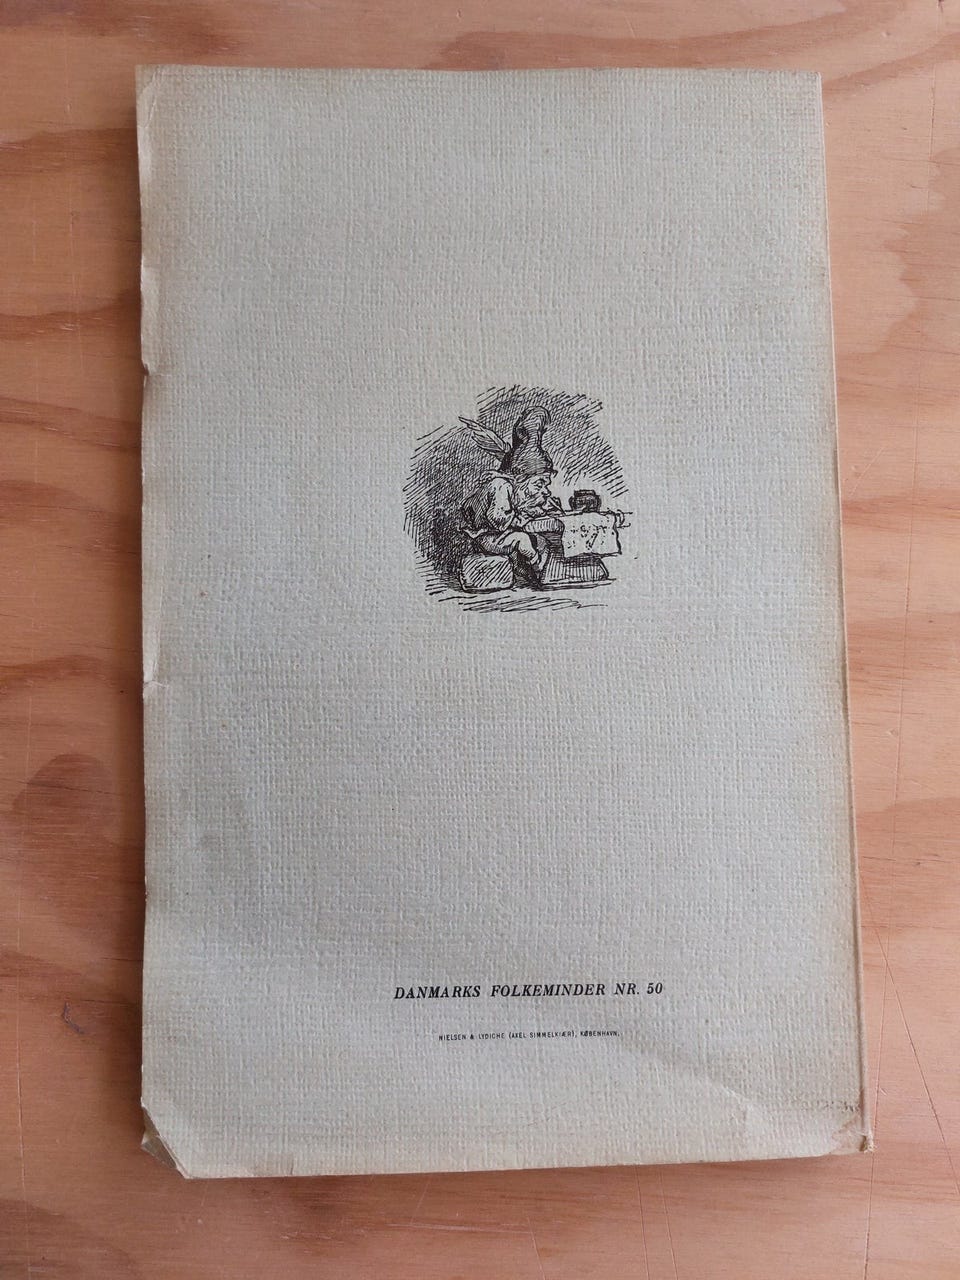 DANMARKS FOLKEMINDER NR. 50
NIELSEN & LYDICHE (AXEL SIMMELKIÆR), KØBENHAVN.